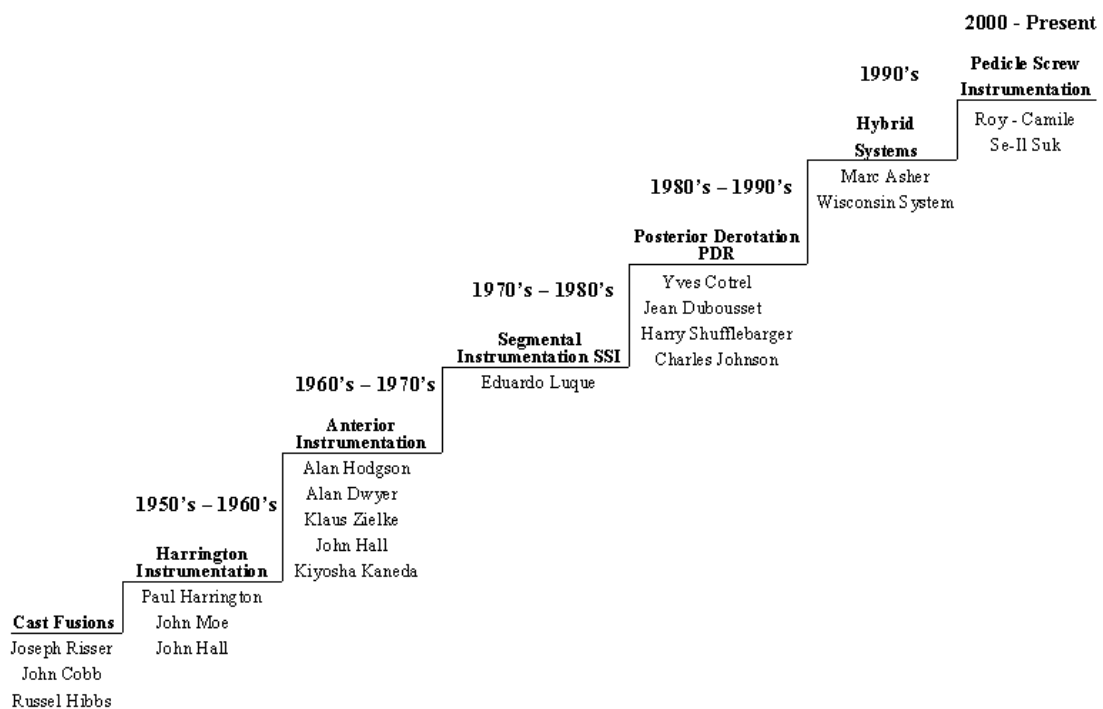 2000 - Present
Pedicle Screw
Instrumentation
Roy - Camile
Se-Il Suk
1990's
Hybrid
Systems
Marc Asher
Wisconsin System
1980's – 1990's
Posterior Derotation
PDR
Yves Cotrel
Jean Dubousset
Harry Shufflebarger
Charles Johnson
1970's – 1980's
Segmental
Instrumentation SSI
Eduardo Luque
1960's – 1970's
Anterior
Instrumentation
Alan Hodgson
Alan Dwyer
Klaus Zielke
John Hall
Kiyosha Kaneda
1950's – 1960's
Harrington
Instrumentation
Paul Harrington
John Moe
John Hall
Cast Fusions
Joseph Risser
John Cobb
Russel Hibbs